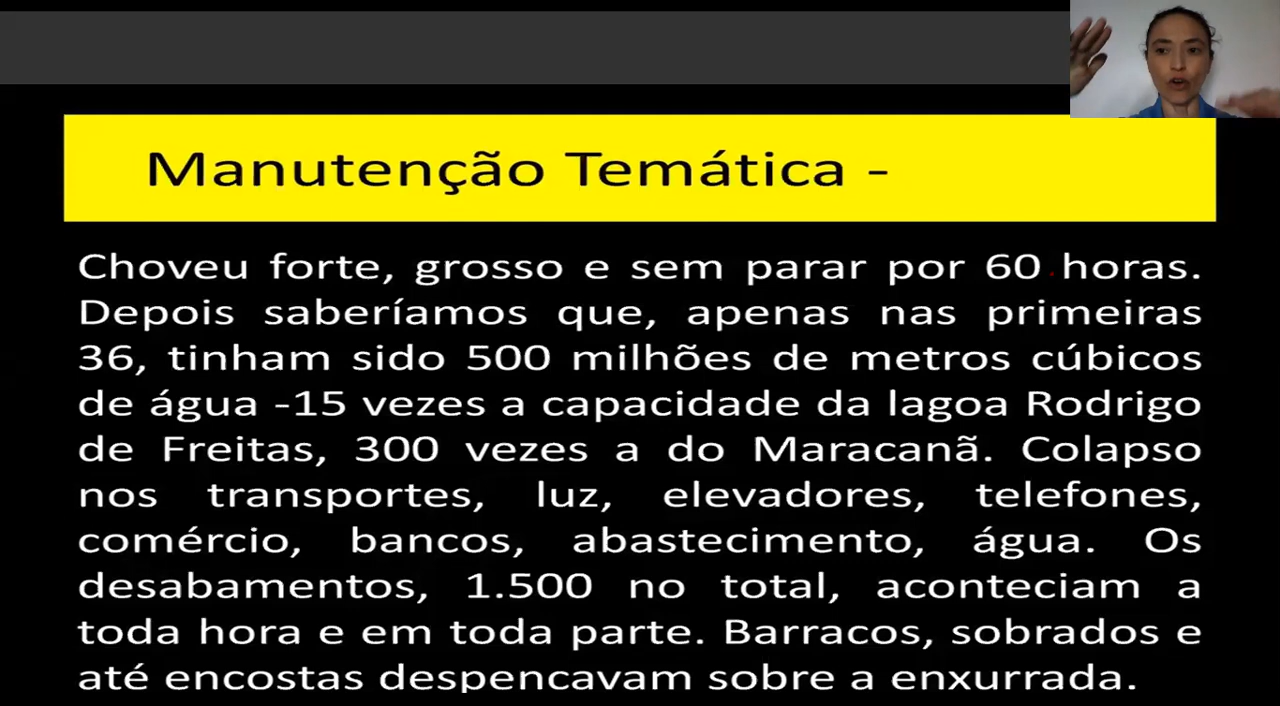 Manutenção Temática -
Choveu forte, grosso e sem parar por 60 horas.
Depois saberíamos que, apenas nas primeiras
36, tinham sido 500 milhões de metros cúbicos
de água -15 vezes a capacidade da lagoa Rodrigo
de Freitas, 300 vezes a do Maracanã. Colapso
nos transportes, luz, elevadores, telefones,
comércio, bancos, abastecimento, água. Os
desabamentos, 1.500 no total, aconteciam a
toda hora e em toda parte. Barracos, sobrados e
até encostas despencavam sobre a enxurrada.